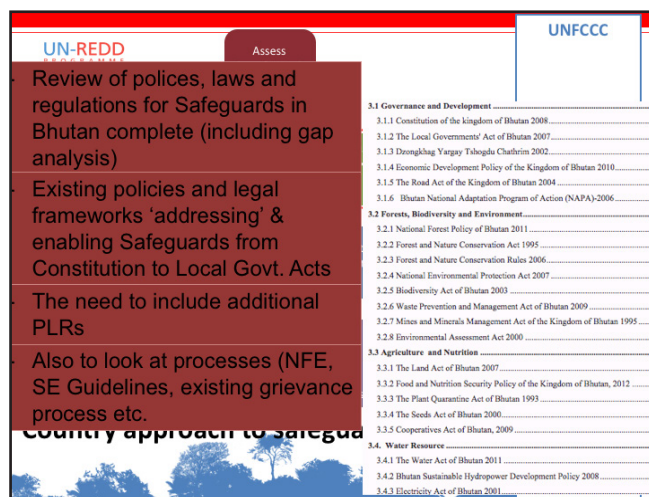 UNFCCC
UN-REDD
PROGRAMME
Assess
- Review of polices, laws and
regulations for Safeguards in
Bhutan complete (including gap
analysis)
- Existing policies and legal
frameworks ‘addressing’ &
enabling Safeguards from
Constitution to Local Govt. Acts
- The need to include additional
PLRs
- Also to look at processes (NFE,
SE Guidelines, existing grievance
process etc.
Country approach to safegua
3.1 Governance and Development
3.1.1 Constitution of the kingdom of Bhutan 2008
3.1.2 The Local Governments' Act of Bhutan 2007
3.1.3 Dzongkhag Yargay Tshogdu Chathrim 2002
3.1.4 Economic Development Policy of the Kingdom of Bhutan 2010
3.1.5 The Road Act of the Kingdom of Bhutan 2004
3.1.6 Bhutan National Adaptation Program of Action (NAPA)-2006
3.2 Forests, Biodiversity and Environment
3.2.1 National Forest Policy of Bhutan 2011
3.2.2 Forest and Nature Conservation Act 1995
3.2.3 Forest and Nature Conservation Rules 2006
3.2.4 National Environmental Protection Act 2007
3.2.5 Biodiversity Act of Bhutan 2003
3.2.6 Waste Prevention and Management Act of Bhutan 2009
3.2.7 Mines and Minerals Management Act of the Kingdom of Bhutan 1995
3.2.8 Environmental Assessment Act 2000
3.3 Agriculture and Nutrition
3.3.1 The Land Act of Bhutan 2007
3.3.2 Food and Nutrition Security Policy of the Kingdom of Bhutan, 2012
3.3.3 The Plant Quarantine Act of Bhutan 1993
3.3.4 The Seeds Act of Bhutan 2000
3.3.5 Cooperatives Act of Bhutan, 2009
3.4. Water Resource
3.4.1 The Water Act of Bhutan 2011
3.4.2 Bhutan Sustainable Hydropower Development Policy 2008
3.4.3 Electricity Act of Bhutan 2001